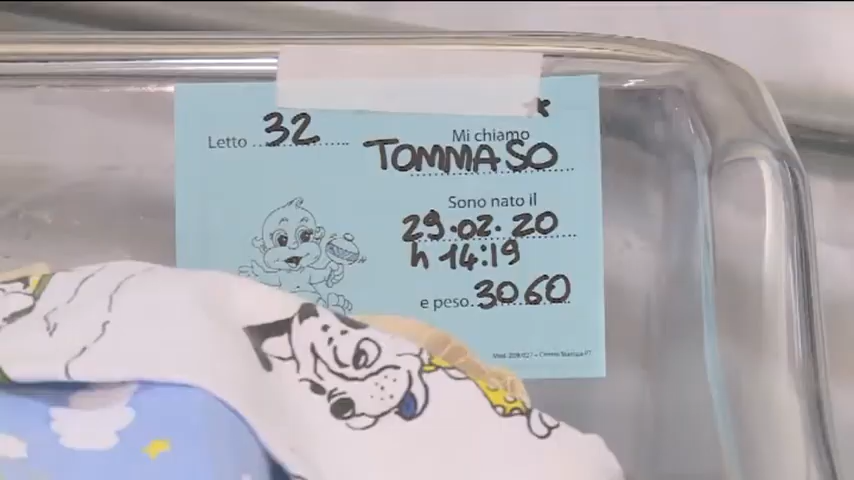 Letto 32
Mi chiamo
TOMMASO
Sono nato il
29.02.20
h 14:19
e peso 3060